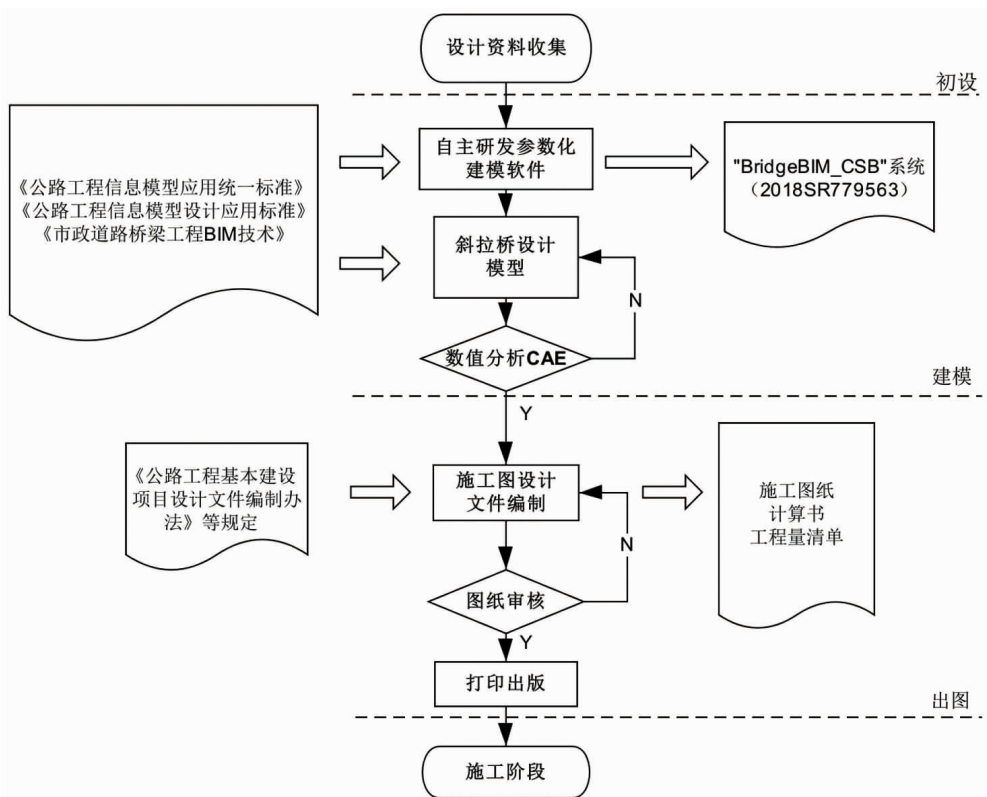 设计资料收集
初设
自主研发参数化
建模软件
"BridgeBIM_CSB"系统
（2018SR779563）
《公路工程信息模型应用统一标准》
《公路工程信息模型设计应用标准》
《市政道路桥梁工程BIM技术》
斜拉桥设计
模型
N
数值分析CAE
建模
Y
《公路工程基本建设
项目设计文件编制办
法》等规定
施工图设计
文件编制
施工图纸
计算书
工程量清单
N
图纸审核
Y
打印出版
出图
施工阶段